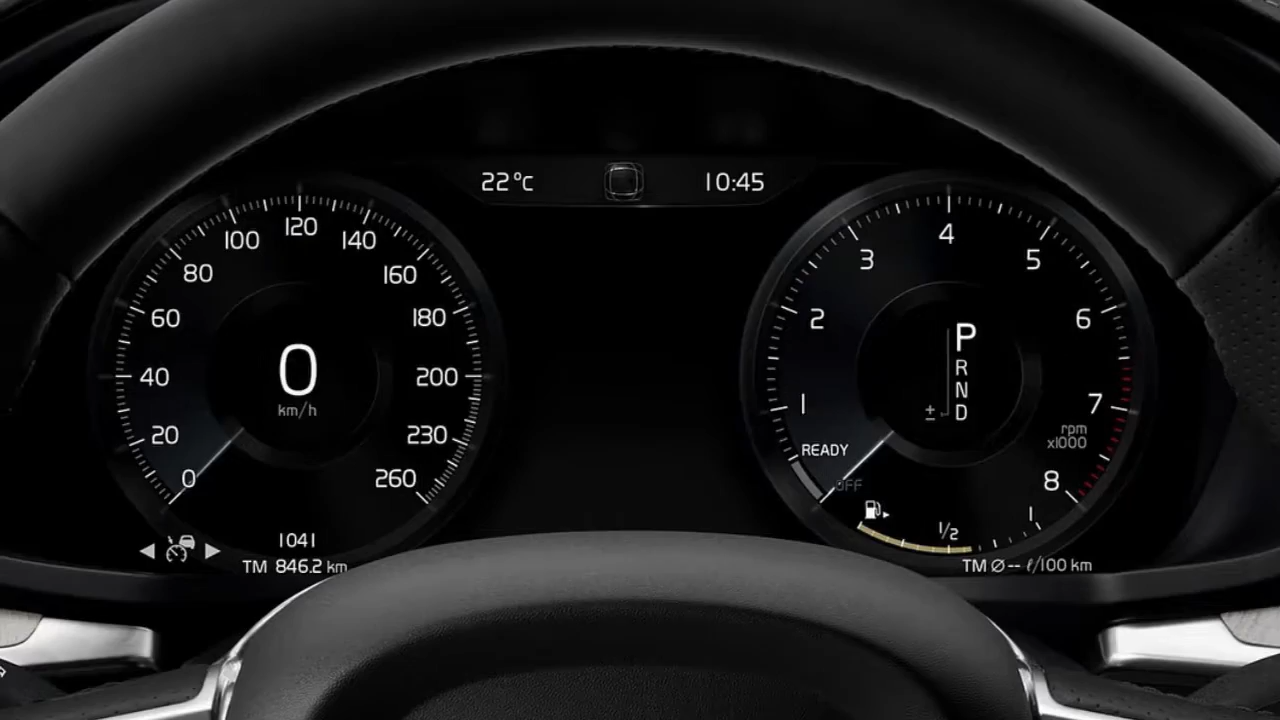 22°C
10:45
0
20
40
60
80
100
120
140
160
180
200
230
260
0
km/h
1041
TM 846.2 km
READY
OFF
1
2
3
4
5
6
7
8
rpm
x1000
P
R
N
± D
1/2
1
TM Ø-- ℓ/100 km